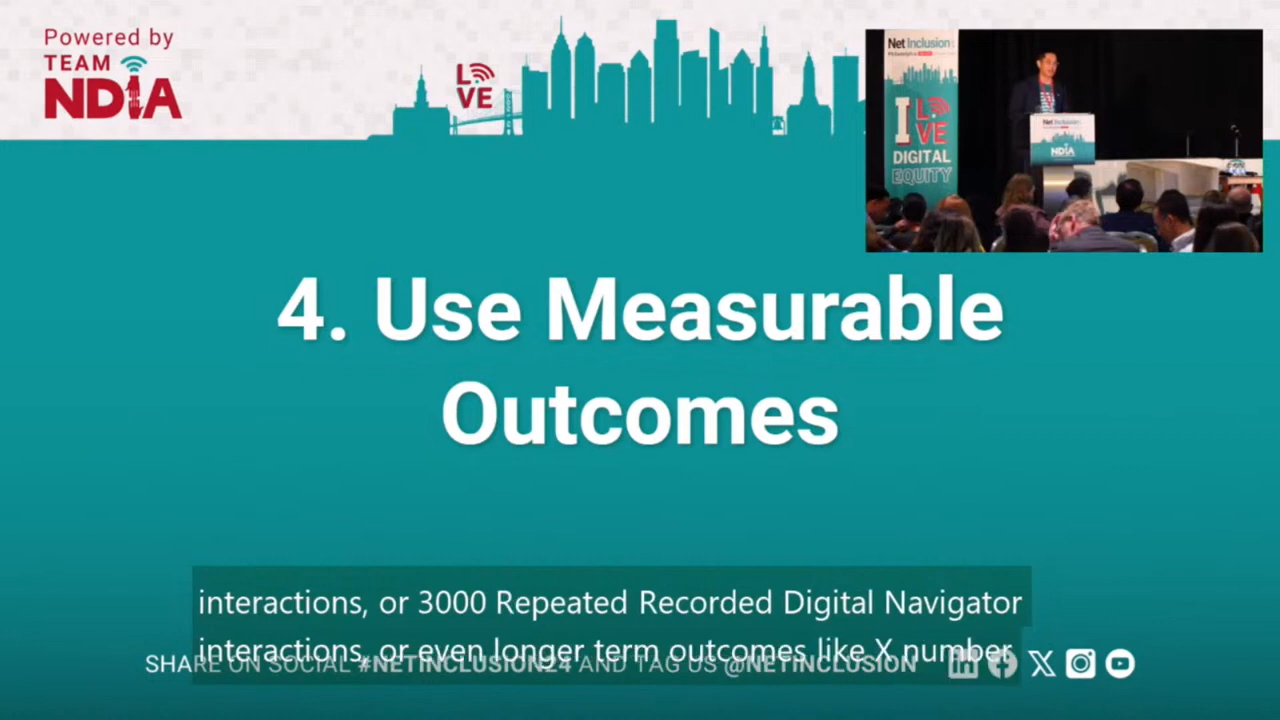 Powered by
TEAM
NDIA
L VE
Net Inclusion
I L VE
DIGITAL
EQUITY
Net Inclusion
NDIA
4. Use Measurable
Outcomes
interactions, or 3000 Repeated Recorded Digital Navigator
interactions, or even longer term outcomes like X number
SHARE ON SOCIAL #NETINCLUSION24 AND TAG US @NETINCLUSION